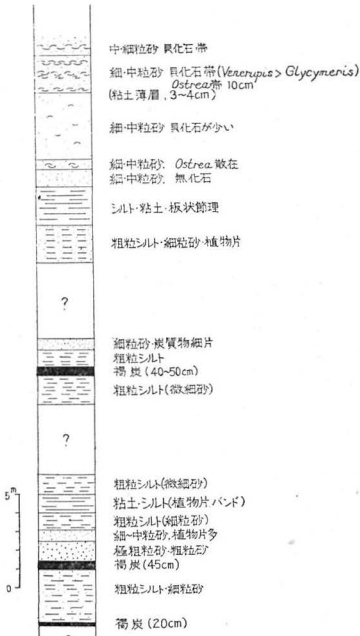 中・細粒砂 貝化石帯
細・中粒砂 貝化石帯(Venerupis > Glycymeris)
Ostrea帯 10cm
(粘土薄層, 3~4cm)
細・中粒砂 貝化石が少い
細・中粒砂. Ostrea 散在
細・中粒砂. 無化石
シルト・粘土・板状節理
粗粒シルト・細粒砂・植物片
?
細粒砂・炭質物細片
粗粒シルト
褐炭(40~50cm)
粗粒シルト(微細砂)
?
粗粒シルト(微細砂)
5m
粘土・シルト(植物片バンド)
粗粒シルト(細粒砂)
細~中粒砂,植物片多
極粗粒砂・粗粒砂
褐炭(45cm)
0
粗粒シルト・細粒砂
褐炭(20cm)
?